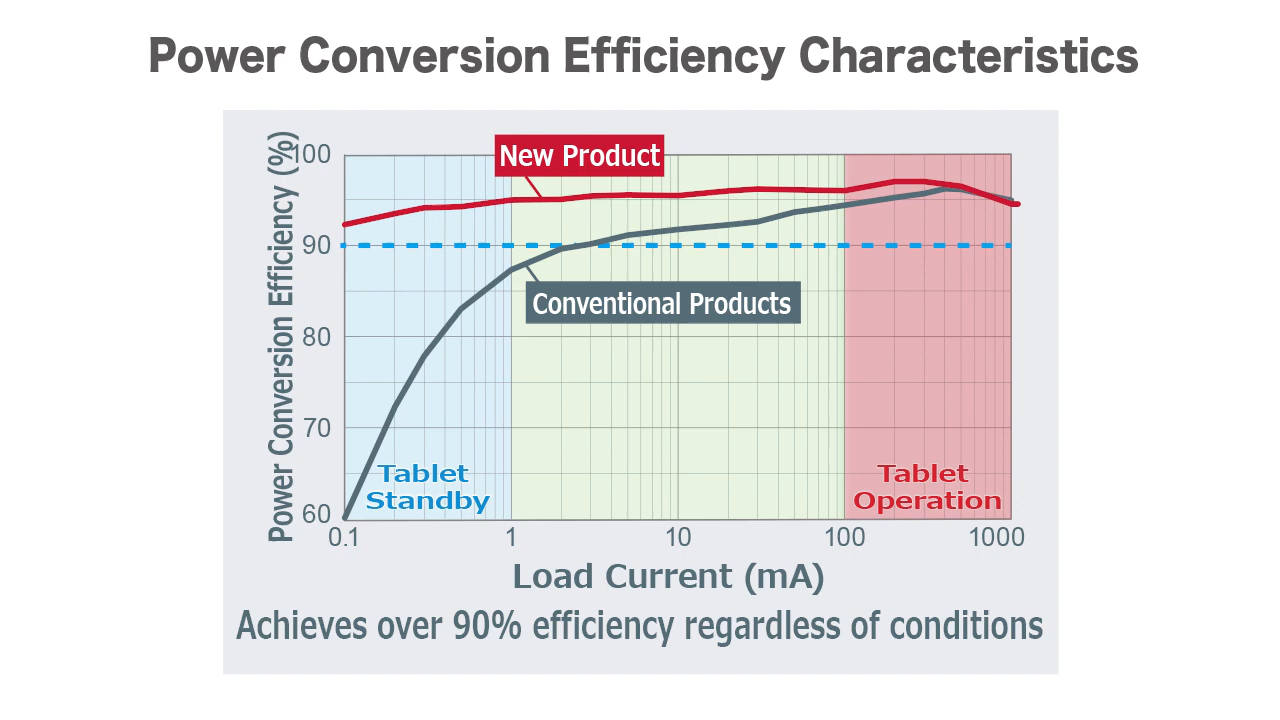 Power Conversion Efficiency Characteristics
Power Conversion Efficiency (%)
100
90
80
70
60
New Product
Conventional Products
Tablet
Standby
Tablet
Operation
0.1
1
10
100
1000
Load Current (mA)
Achieves over 90% efficiency regardless of conditions